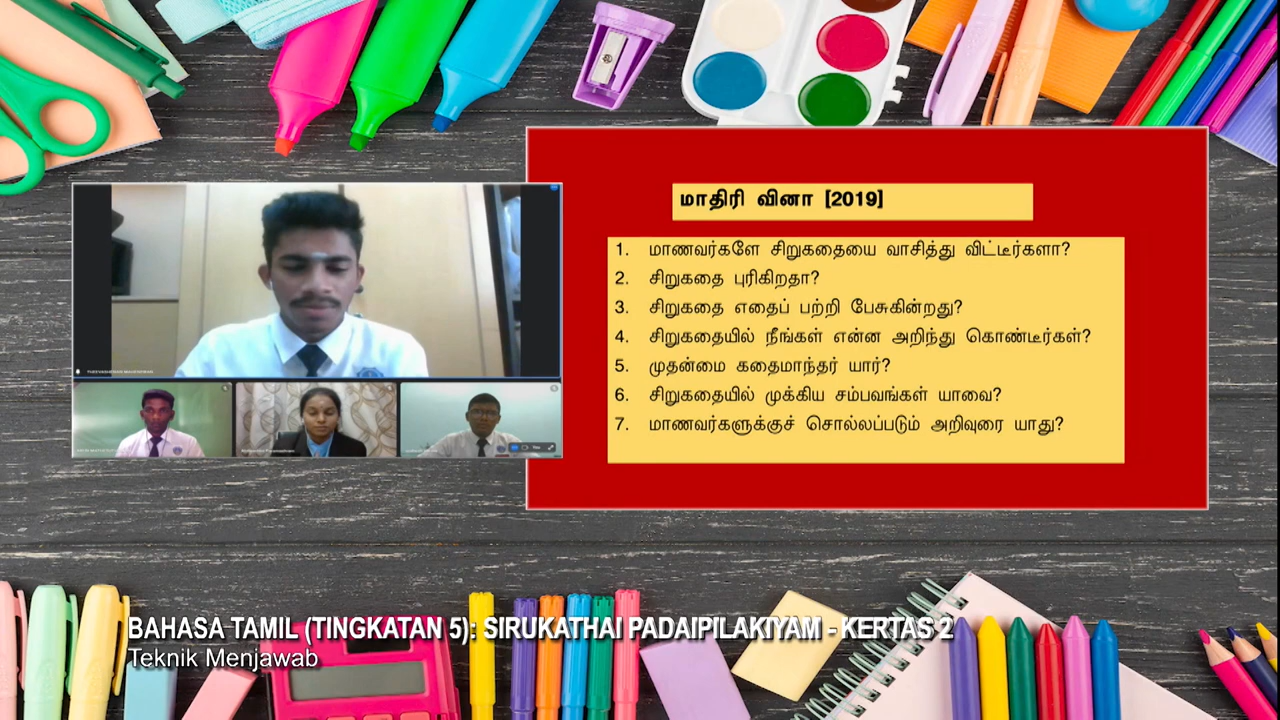 மாதிரி வினா [2019]
1. மாணவர்களே சிறுகதையை வாசித்து விட்டீர்களா?
2. சிறுகதை புரிகிறதா?
3. சிறுகதை எதைப் பற்றி பேசுகின்றது?
4. சிறுகதையில் நீங்கள் என்ன அறிந்து கொண்டீர்கள்?
5. முதன்மை கதைமாந்தர் யார்?
6. சிறுகதையில் முக்கிய சம்பவங்கள் யாவை?
7. மாணவர்களுக்குச் சொல்லப்படும் அறிவுரை யாது?
BAHASA TAMIL (TINGKATAN 5): SIRUKATHAI PADAIPILAKIYAM - KERTAS 2
Teknik Menjawab